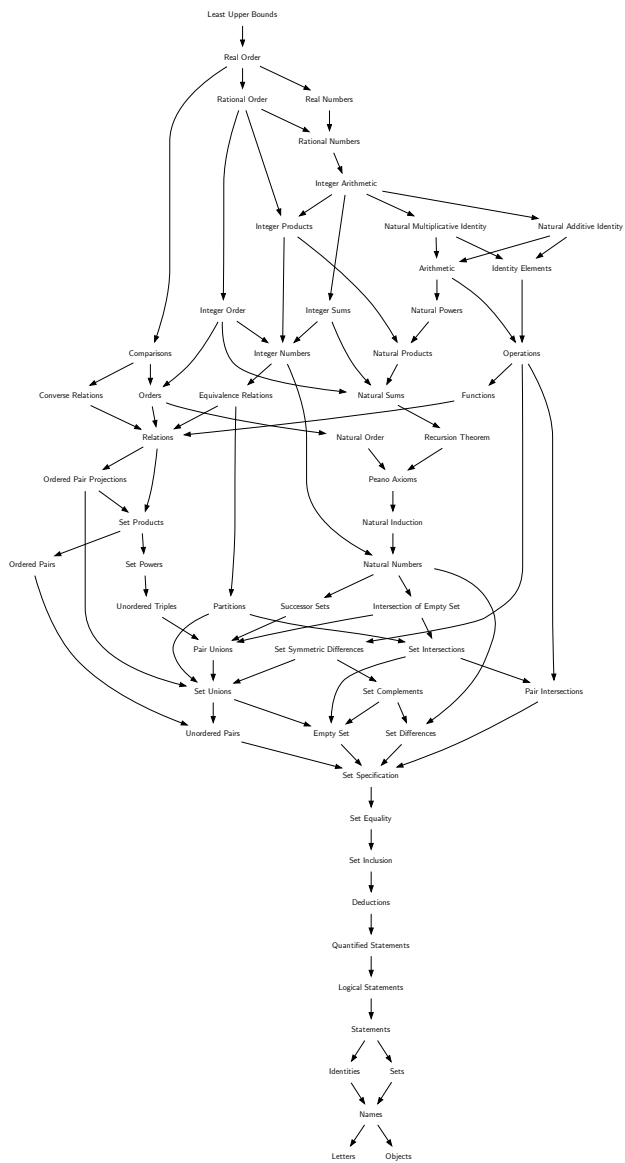 Least Upper Bounds
Real Order
Rational Order
Real Numbers
Rational Numbers
Integer Arithmetic
Integer Products
Natural Multiplicative Identity
Natural Additive Identity
Arithmetic
Identity Elements
Integer Order
Integer Sums
Natural Powers
Comparisons
Integer Numbers
Natural Products
Operations
Converse Relations
Orders
Equivalence Relations
Natural Sums
Functions
Relations
Natural Order
Recursion Theorem
Ordered Pair Projections
Peano Axioms
Set Products
Natural Induction
Ordered Pairs
Set Powers
Natural Numbers
Unordered Triples
Partitions
Successor Sets
Intersection of Empty Set
Pair Unions
Set Symmetric Differences
Set Intersections
Set Unions
Set Complements
Pair Intersections
Unordered Pairs
Empty Set
Set Differences
Set Specification
Set Equality
Set Inclusion
Deductions
Quantified Statements
Logical Statements
Statements
Identities
Sets
Names
Letters
Objects